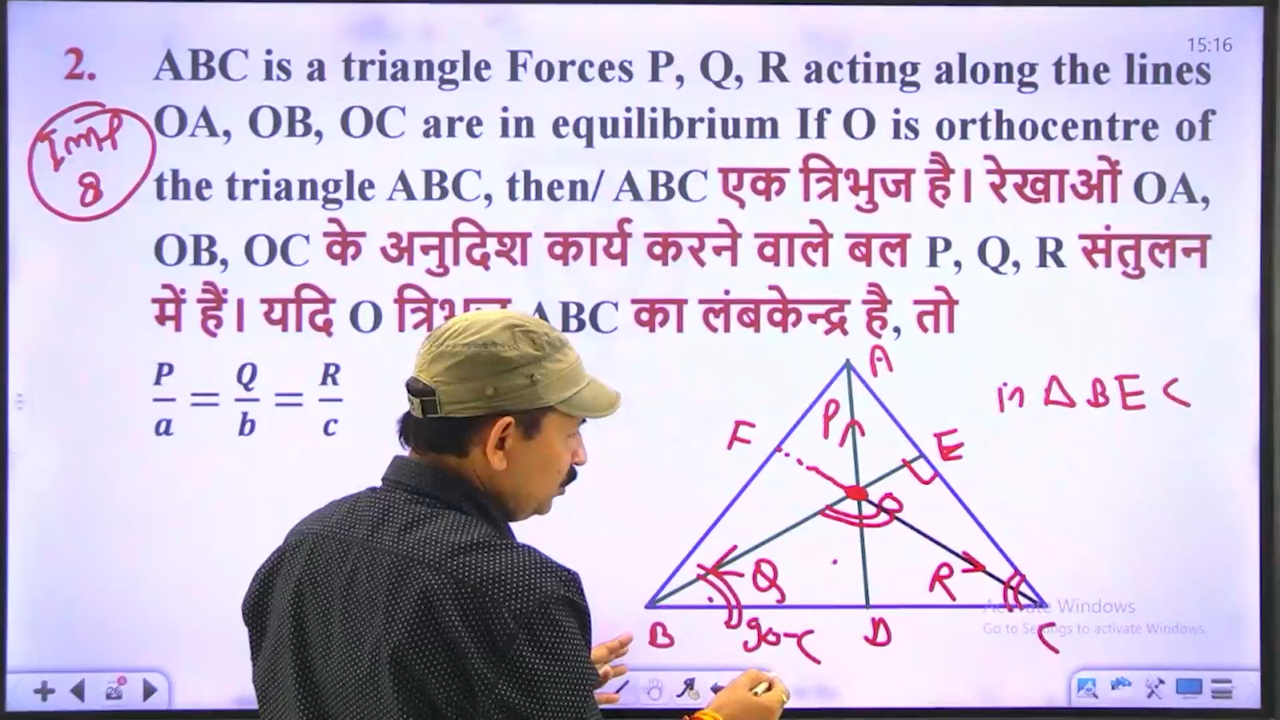 15:16
2. ABC is a triangle Forces P, Q, R acting along the lines
OA, OB, OC are in equilibrium If O is orthocentre of
the triangle ABC, then/ ABC एक त्रिभुज है। रेखाओं OA,
OB, OC के अनुदिश कार्य करने वाले बल P, Q, R संतुलन
में हैं। यदि O ABC का लंबकेन्द्र है, तो
P/a = Q/b = R/c
Imp
8
A
in Δ BEC
P
F
E
O
Q
R
B
90-C
D
C
Activate Windows
Go to Settings to activate Windows.
26